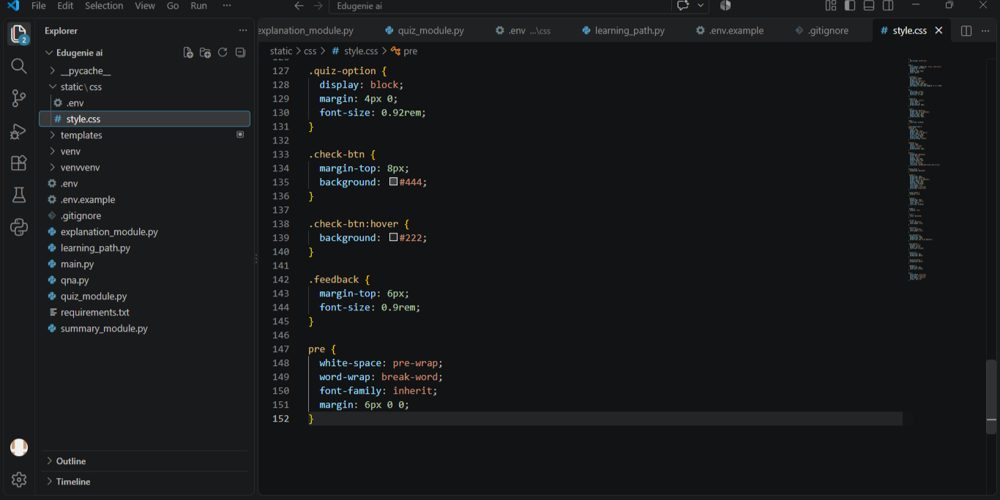 File Edit Selection View Go Run ··· Edugenie ai
Explorer ···
Edugenie ai
__pycache__
static\css
.env
style.css
templates
venv
venvvenv
.env
.env.example
.gitignore
explanation_module.py
learning_path.py
main.py
qna.py
quiz_module.py
requirements.txt
summary_module.py
Outline
Timeline
2
explanation_module.py quiz_module.py .env ...\css learning_path.py .env.example .gitignore # style.css
static > css > # style.css > pre
127 .quiz-option {
128 display: block;
129 margin: 4px 0;
130 font-size: 0.92rem;
131 }
132
133 .check-btn {
134 margin-top: 8px;
135 background: #444;
136 }
137
138 .check-btn:hover {
139 background: #222;
140 }
141
142 .feedback {
143 margin-top: 6px;
144 font-size: 0.9rem;
145 }
146
147 pre {
148 white-space: pre-wrap;
149 word-wrap: break-word;
150 font-family: inherit;
151 margin: 6px 0 0;
152 }